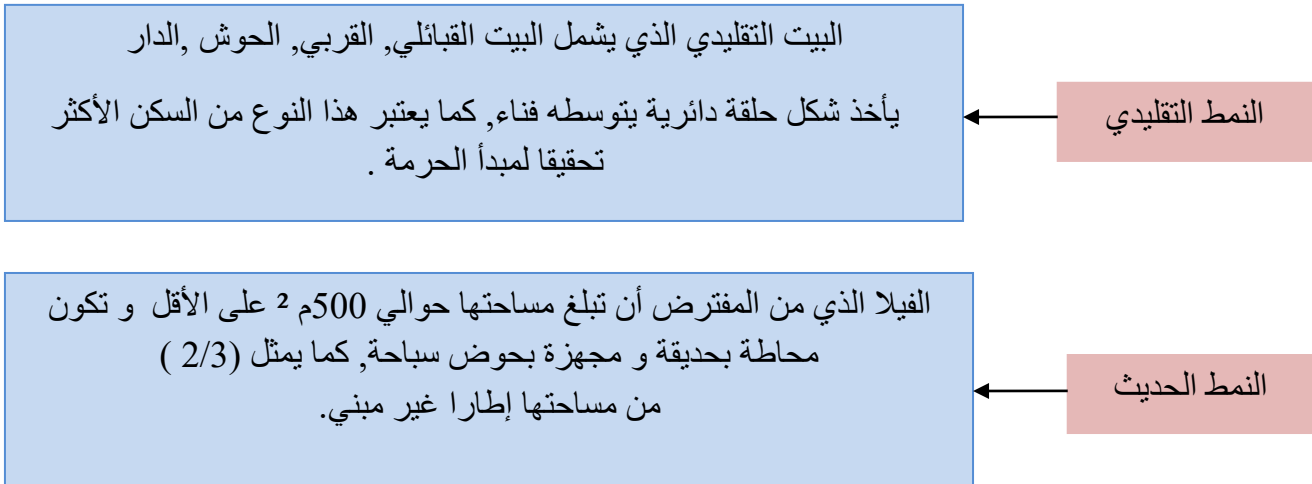 النمط التقليدي
البيت التقليدي الذي يشمل البيت القبائلي, القربي, الحوش ,الدار
يأخذ شكل حلقة دائرية يتوسطه فناء, كما يعتبر هذا النوع من السكن الأكثر
تحقيقا لمبدأ الحرمة .
النمط الحديث
الفيلا الذي من المفترض أن تبلغ مساحتها حوالي 500م ² على الأقل و تكون
محاطة بحديقة و مجهزة بحوض سباحة, كما يمثل (2/3 )
من مساحتها إطارا غير مبني.